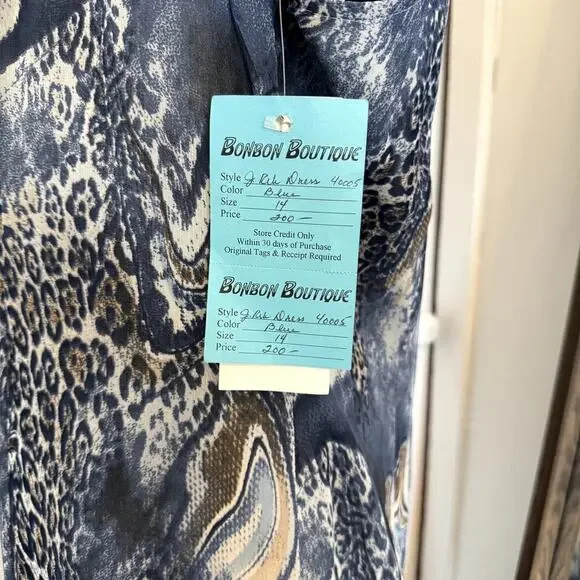 BONBON BOUTIQUE
Style J. Rik Dress 40005
Color Blue
Size 14
Price 200-
Store Credit Only
Within 30 days of Purchase
Original Tags & Receipt Required
BONBON BOUTIQUE
Style J. Rik Dress 40005
Color Blue
Size 14
Price 200-